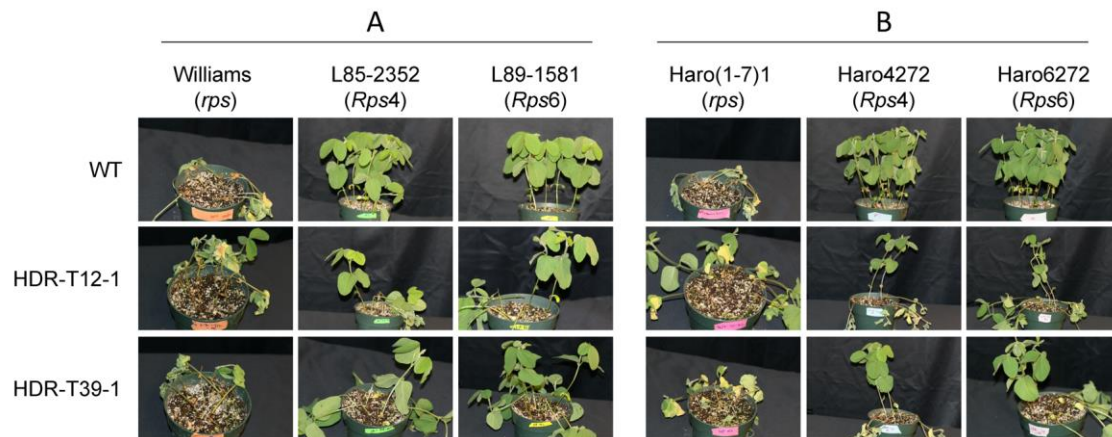 A
B
Williams
(rps)
L85-2352
(Rps4)
L89-1581
(Rps6)
Haro(1-7)1
(rps)
Haro4272
(Rps4)
Haro6272
(Rps6)
WT
HDR-T12-1
HDR-T39-1